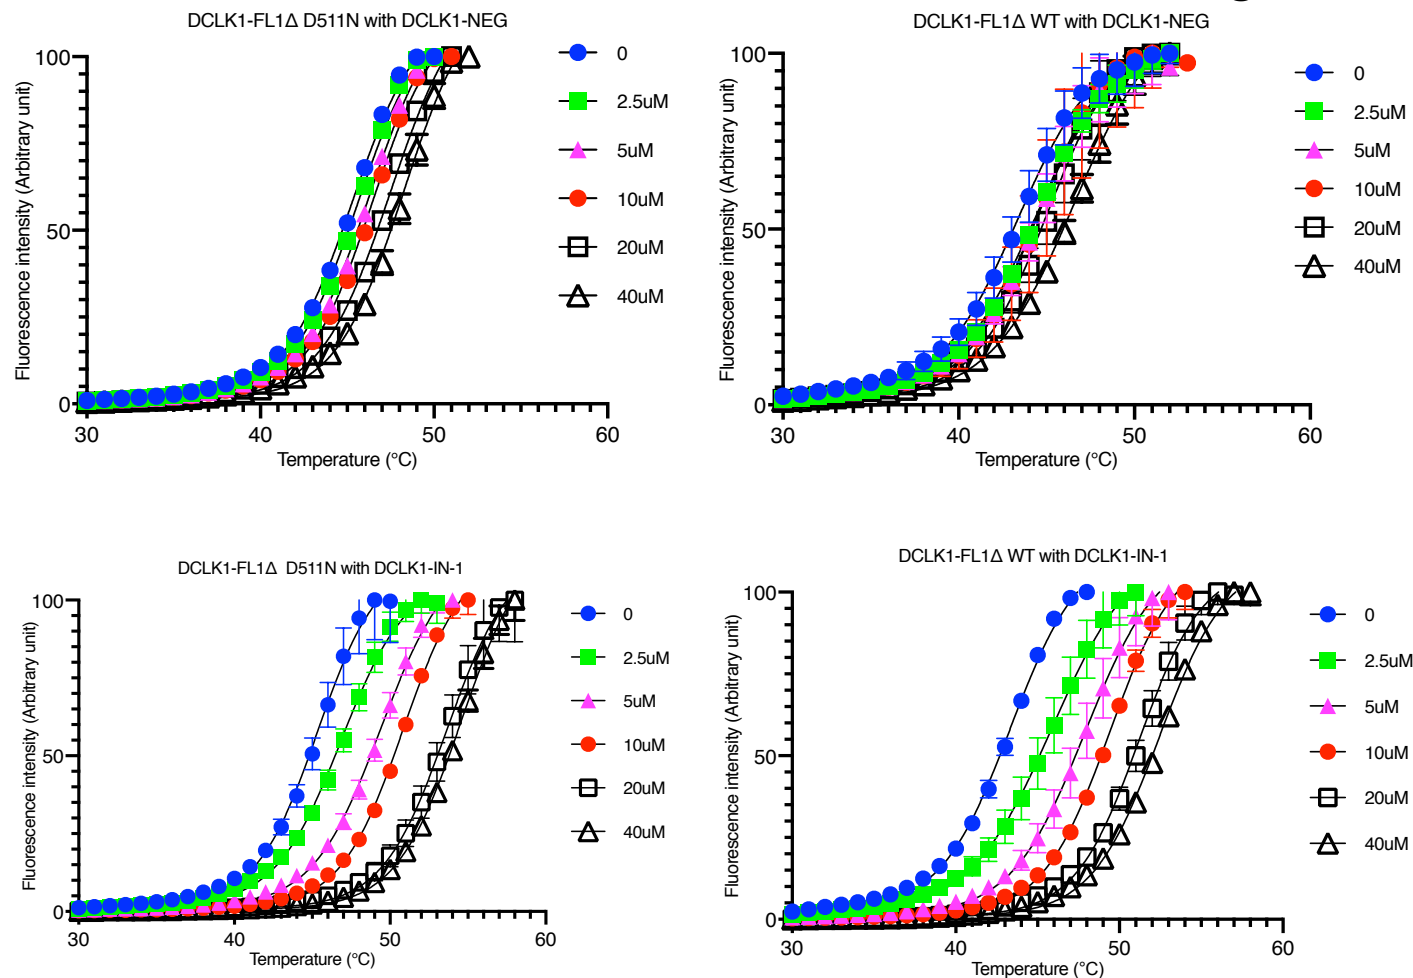 DCLK1-FL1Δ D511N with DCLK1-NEG
Fluorescence intensity (Arbitrary unit)
100
50
0
30
40
50
60
Temperature (°C)
0
2.5uM
5uM
10uM
20uM
40uM
DCLK1-FL1Δ WT with DCLK1-NEG
Fluorescence intensity (Arbitrary unit)
100
50
0
30
40
50
60
Temperature (°C)
0
2.5uM
5uM
10uM
20uM
40uM
DCLK1-FL1Δ D511N with DCLK1-IN-1
Fluorescence intensity (Arbitrary unit)
100
50
0
30
40
50
60
Temperature (°C)
0
2.5uM
5uM
10uM
20uM
40uM
DCLK1-FL1Δ WT with DCLK1-IN-1
Fluorescence intensity (Arbitrary unit)
100
50
0
30
40
50
60
Temperature (°C)
0
2.5uM
5uM
10uM
20uM
40uM